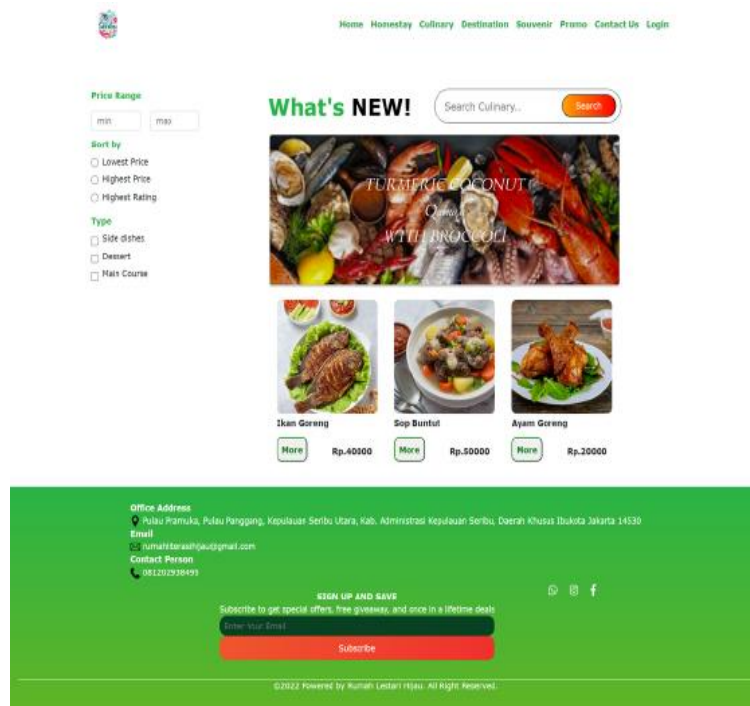 Home Homestay Culinary Destination Souvenir Promo Contact Us Login
Price Range
min max
Sort by
Lowest Price
Highest Price
Highest Rating
Type
Side dishes
Dessert
Main Course
What's NEW!
Search Culinary..
Search
TURMERIC COCONUT
WITH BROCCOLI
Ikan Goreng
More Rp.40000
Sop Buntut
More Rp.50000
Ayam Goreng
More Rp.20000
Office Address
Pulau Pramuka, Pulau Panggang, Kepulauan Seribu Utara, Kab. Administrasi Kepulauan Seribu, Daerah Khusus Ibukota Jakarta 14530
Email
rumahliterasihijau@gmail.com
Contact Person
081202938495
SIGN UP AND SAVE
Subscribe to get special offers, free giveaway, and once in a lifetime deals
Enter Your Email
Subscribe
©2022 Powered by Rumah Lestari Hijau. All Right Reserved.